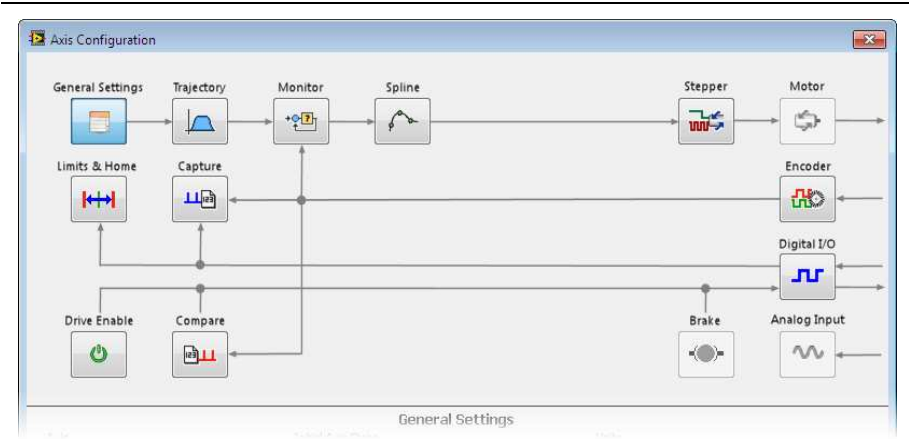 Axis Configuration
General Settings Trajectory Monitor Spline Stepper Motor
Limits & Home Capture Encoder
Digital I/O
Drive Enable Compare Brake Analog Input
General Settings